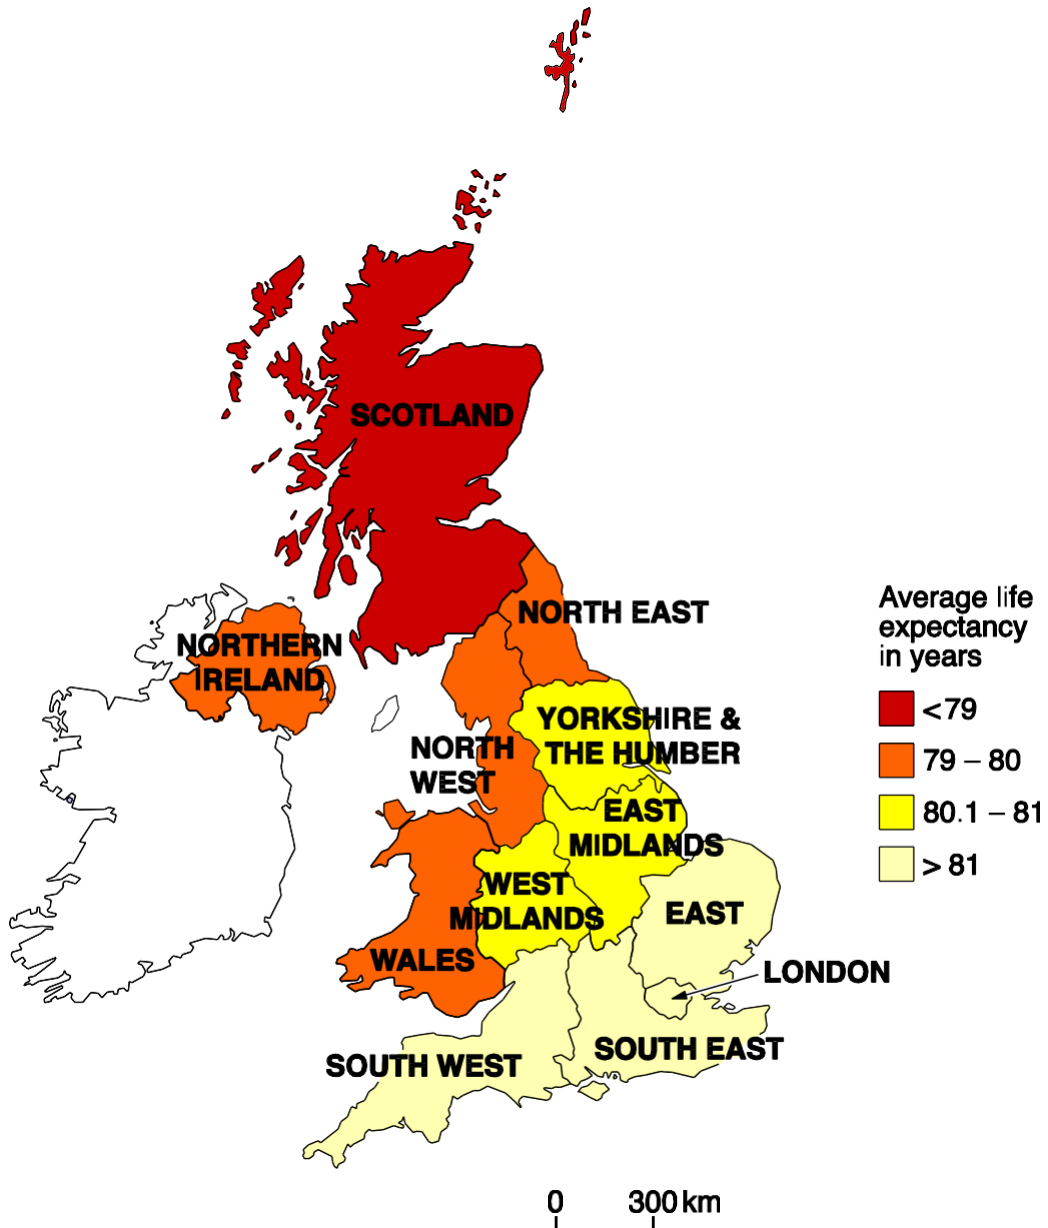 SCOTLAND
NORTH EAST
NORTHERN
IRELAND
YORKSHIRE &
THE HUMBER
NORTH
WEST
EAST
MIDLANDS
WEST
MIDLANDS
EAST
WALES
LONDON
SOUTH EAST
SOUTH WEST
Average life
expectancy
in years
<79
79 – 80
80.1 – 81
> 81
0 300 km